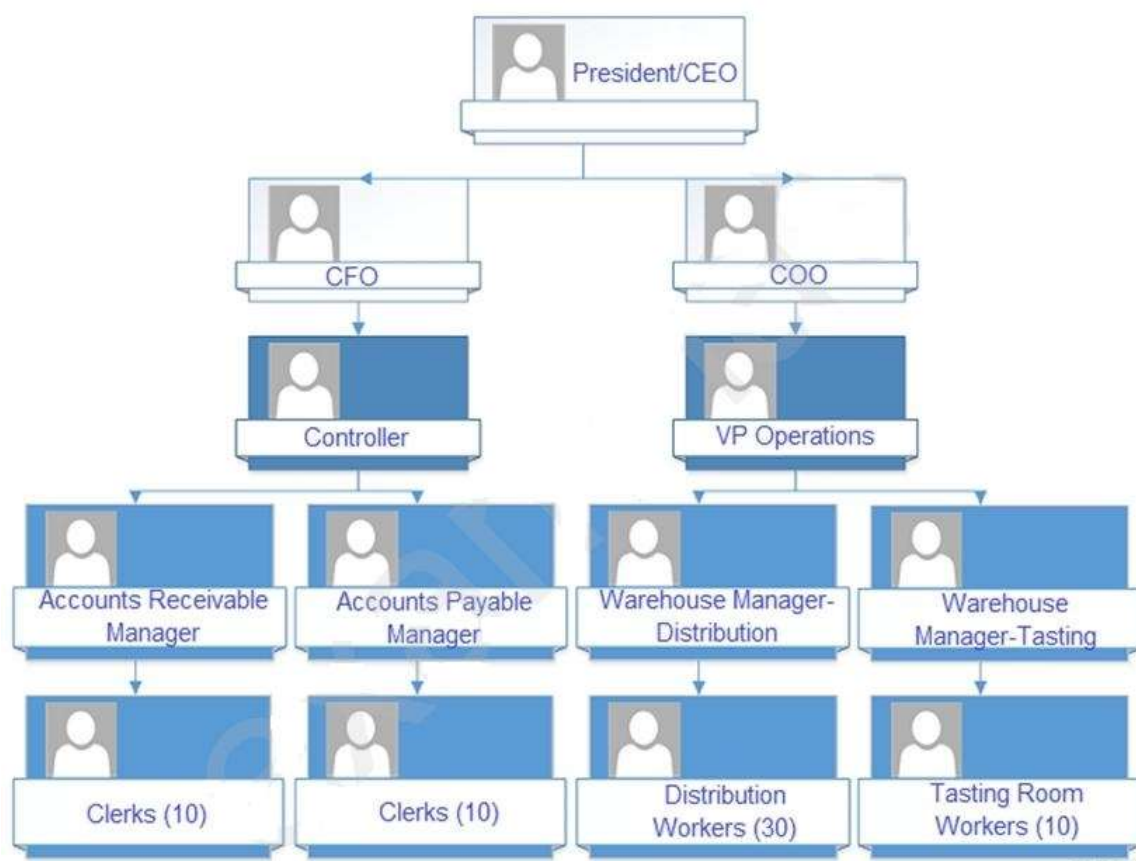 President/CEO
CFO
COO
Controller
VP Operations
Accounts Receivable
Manager
Accounts Payable
Manager
Warehouse Manager-
Distribution
Warehouse
Manager-Tasting
Clerks (10)
Clerks (10)
Distribution
Workers (30)
Tasting Room
Workers (10)